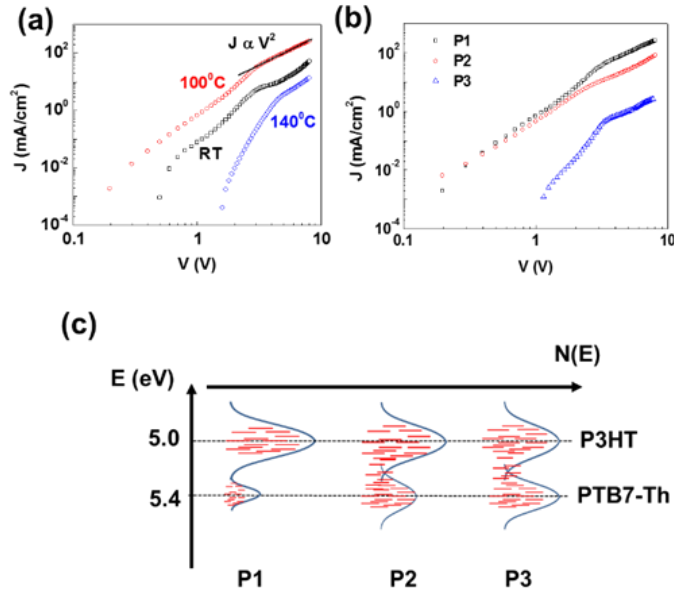 (a)
J α V²
100⁰C
RT
140⁰C
J (mA/cm²)
10²
10⁰
10⁻²
10⁻⁴
0.1
1
10
V (V)
(b)
P1
P2
P3
J (mA/cm²)
10²
10⁰
10⁻²
10⁻⁴
0.1
1
10
V (V)
(c)
N(E)
E (eV)
5.0
P3HT
5.4
PTB7-Th
P1
P2
P3